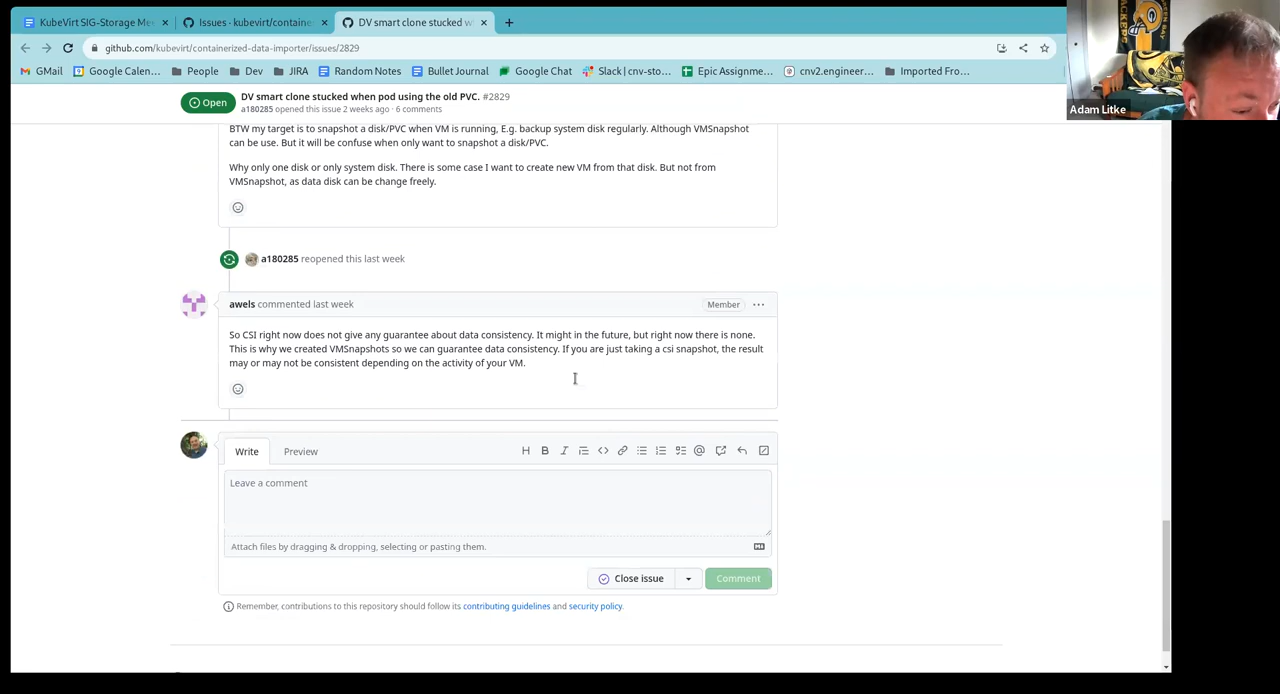 KubeVirt SIG-Storage Me
Issues · kubevirt/containe
DV smart clone stucked w
github.com/kubevirt/containerized-data-importer/issues/2829
GMail
Google Calen...
People
Dev
JIRA
Random Notes
Bullet Journal
Google Chat
Slack | cnv-sto...
Epic Assignme...
cnv2.engineer...
Imported Fro...
Adam Litke
Open
DV smart clone stucked when pod using the old PVC. #2829
a180285 opened this issue 2 weeks ago · 6 comments
BTW my target is to snapshot a disk/PVC when VM is running, E.g. backup system disk regularly. Although VMSnapshot
can be use. But it will be confuse when only want to snapshot a disk/PVC.
Why only one disk or only system disk. There is some case I want to create new VM from that disk. But not from
VMSnapshot, as data disk can be change freely.
a180285 reopened this last week
awels commented last week
Member
So CSI right now does not give any guarantee about data consistency. It might in the future, but right now there is none.
This is why we created VMSnapshots so we can guarantee data consistency. If you are just taking a csi snapshot, the result
may or may not be consistent depending on the activity of your VM.
Write
Preview
Leave a comment
Attach files by dragging & dropping, selecting or pasting them.
Close issue
Comment
Remember, contributions to this repository should follow its contributing guidelines and security policy.